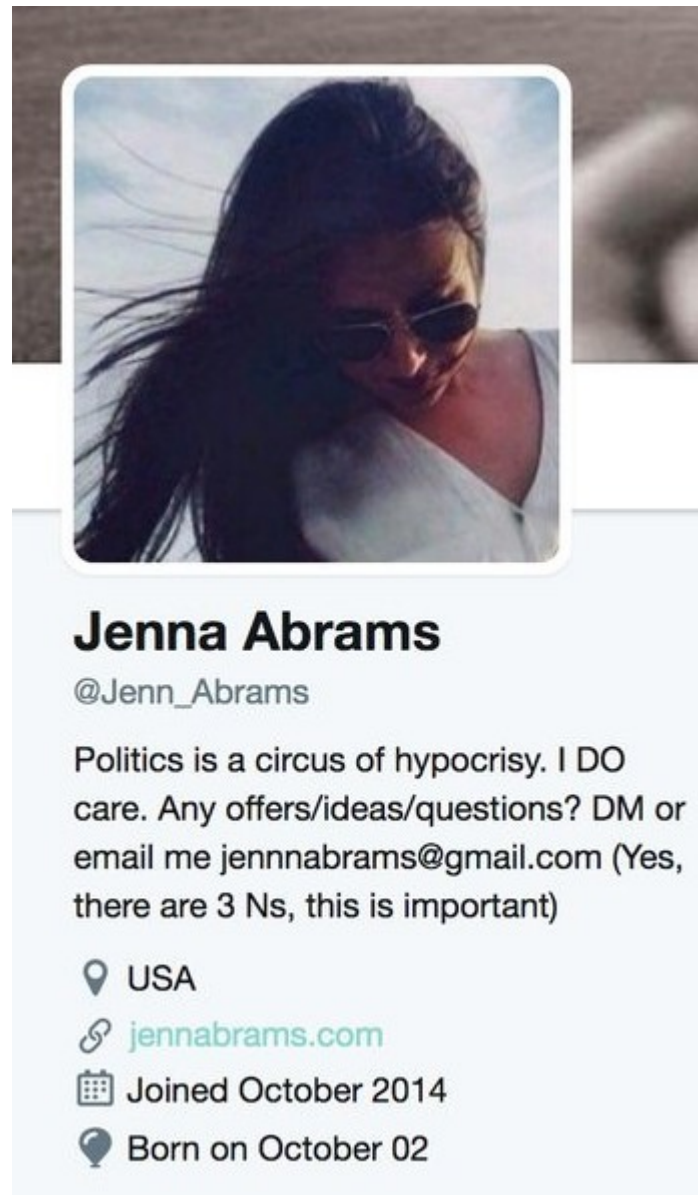 Jenna Abrams
@Jenn_Abrams
Politics is a circus of hypocrisy. I DO
care. Any offers/ideas/questions? DM or
email me jennnabrams@gmail.com (Yes,
there are 3 Ns, this is important)
USA
jennabrams.com
Joined October 2014
Born on October 02